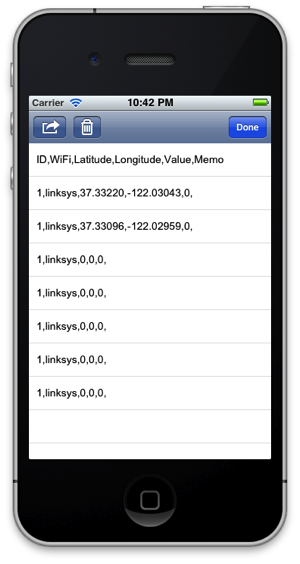 Carrier 10:42 PM
Done
ID,WiFi,Latitude,Longitude,Value,Memo
1,linksys,37.33220,-122.03043,0,
1,linksys,37.33096,-122.02959,0,
1,linksys,0,0,0,
1,linksys,0,0,0,
1,linksys,0,0,0,
1,linksys,0,0,0,
1,linksys,0,0,0,